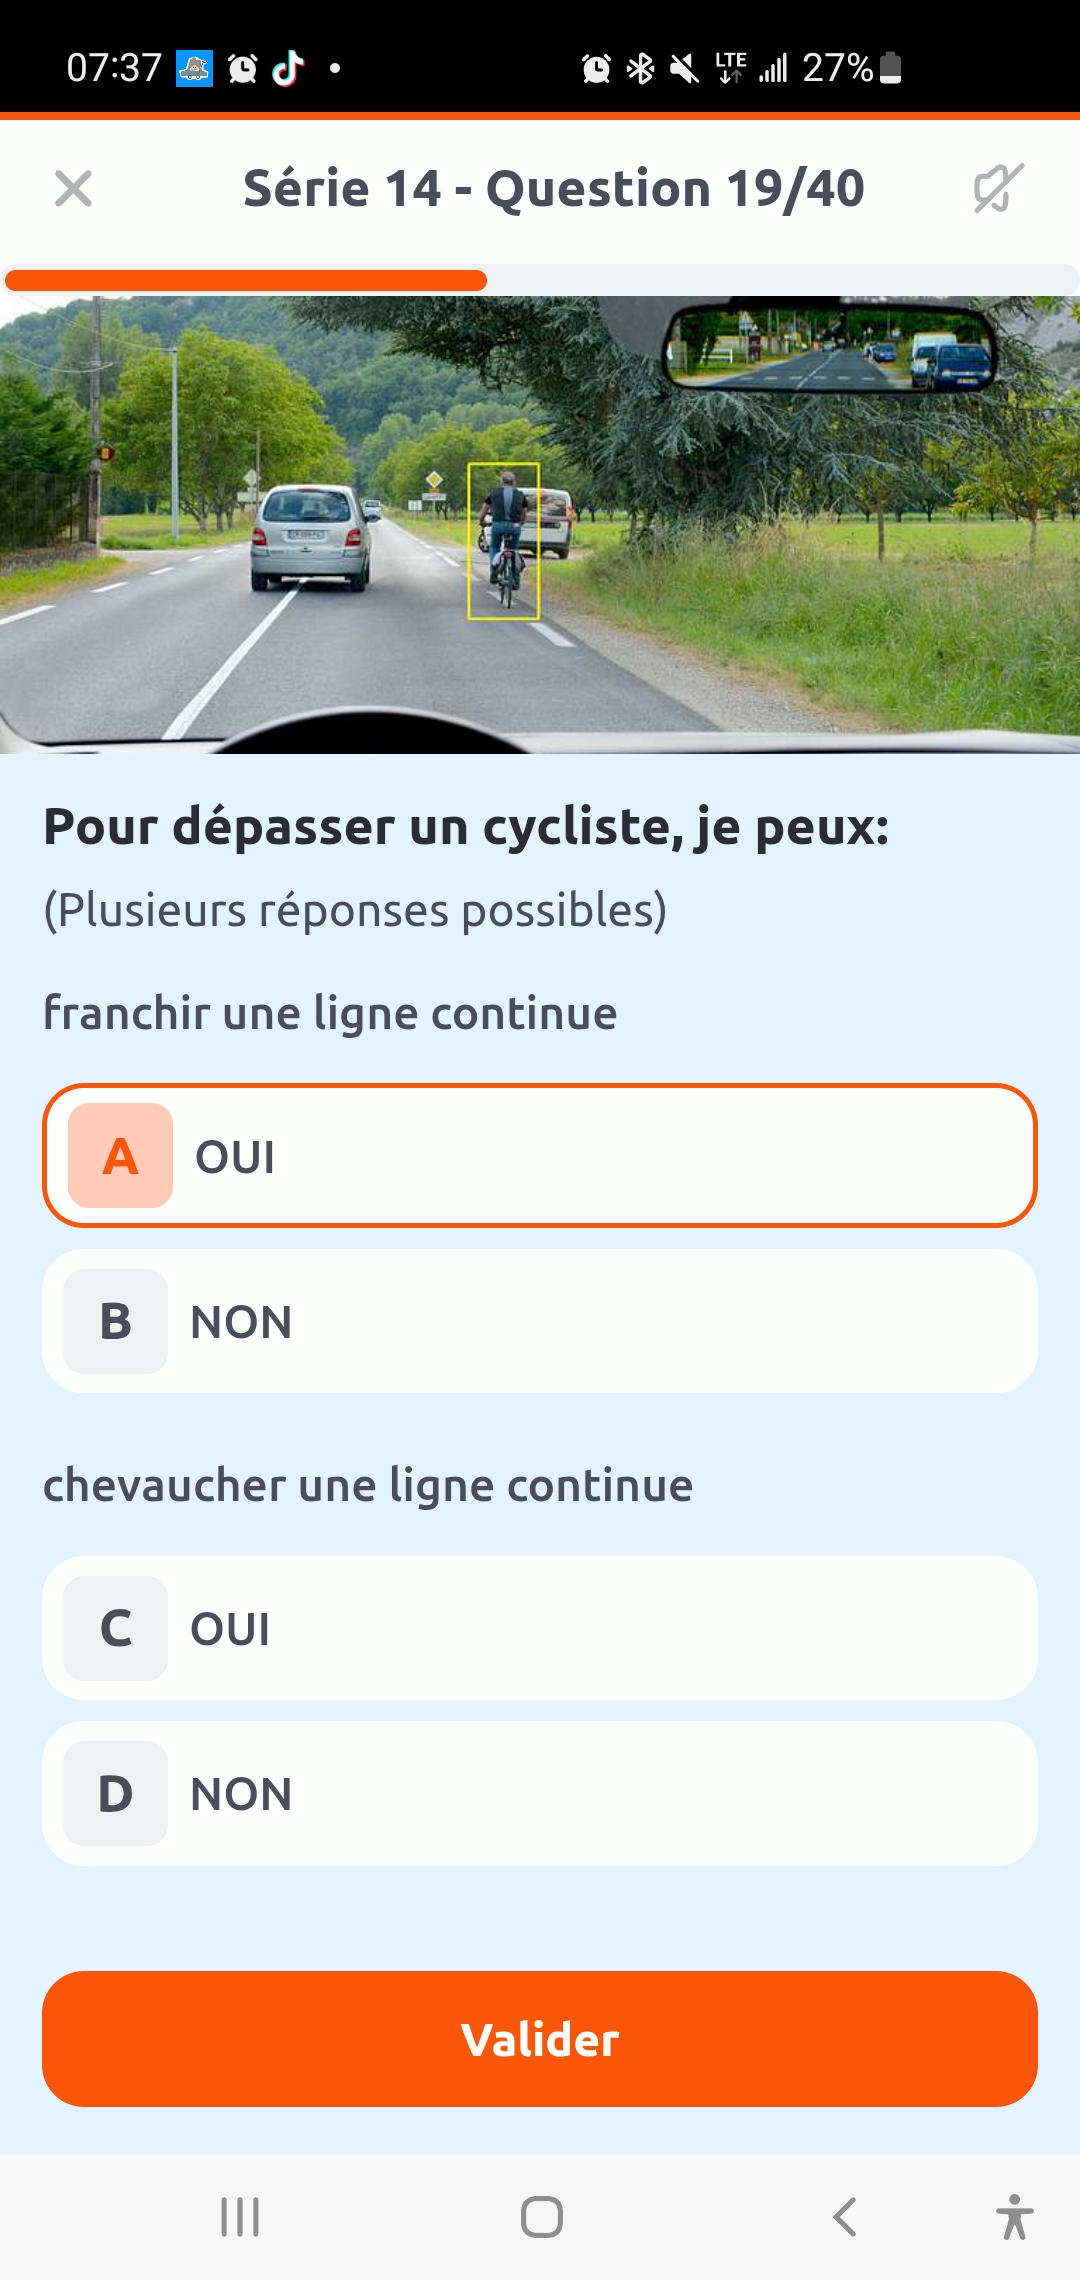 07:37
LTE
27%
Série 14 - Question 19/40
Pour dépasser un cycliste, je peux:
(Plusieurs réponses possibles)
franchir une ligne continue
A OUI
B NON
chevaucher une ligne continue
C OUI
D NON
Valider